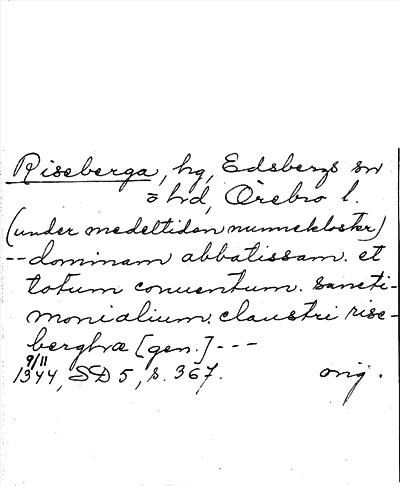 Riseberga, hg, Edsbergs sn
o hd, Örebro l.
(under medeltiden nunnekloster)
-- dominam abbatissam. et
totum conuentum. sancti-
monialium. claustri rise-
berghæ [gen.] ---
9/11
1344, SD 5, s. 367. orig.